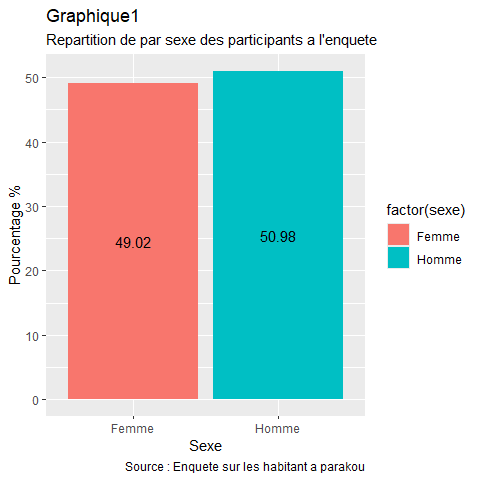 Graphique1
Repartition de par sexe des participants a l'enquete
Pourcentage %
50
40
30
20
10
0
49.02
50.98
Femme
Homme
Sexe
factor(sexe)
Femme
Homme
Source : Enquete sur les habitant a parakou